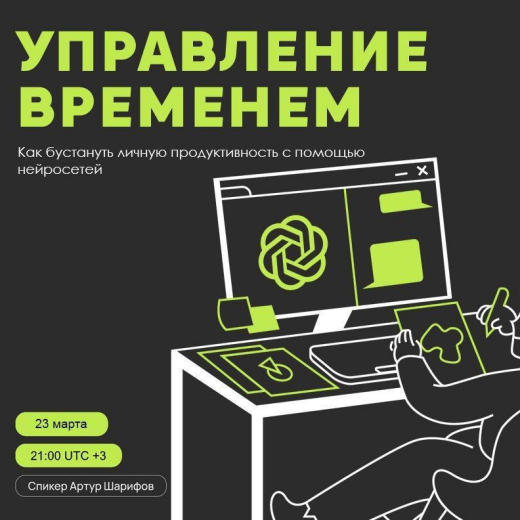 УПРАВЛЕНИЕ
ВРЕМЕНЕМ
Как бустануть личную продуктивность с помощью
нейросетей
23 марта
21:00 UTC +3
Спикер Артур Шарифов